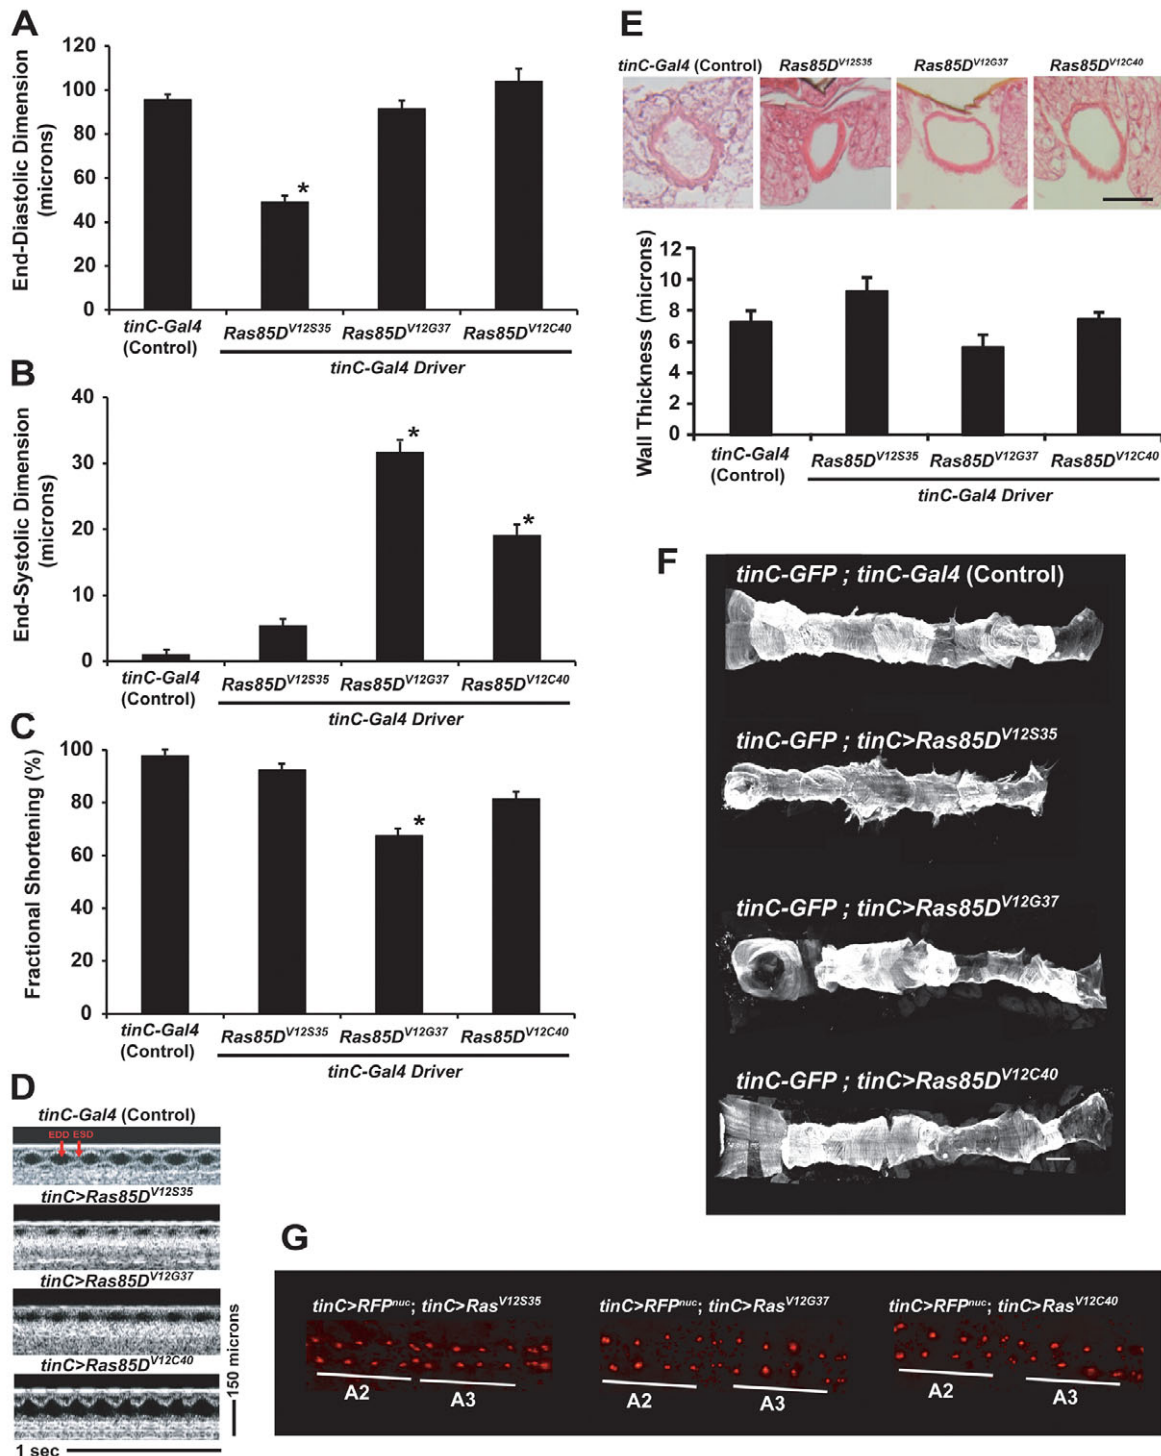 A
End-Diastolic Dimension
(microns)
120
100
80
60
40
20
0
*
tinC-Gal4
(Control)
Ras85D^V12S35
Ras85D^V12G37
Ras85D^V12C40
tinC-Gal4 Driver
B
End-Systolic Dimension
(microns)
40
30
20
10
0
*
*
tinC-Gal4
(Control)
Ras85D^V12S35
Ras85D^V12G37
Ras85D^V12C40
tinC-Gal4 Driver
C
Fractional Shortening (%)
100
80
60
40
20
0
*
tinC-Gal4
(Control)
Ras85D^V12S35
Ras85D^V12G37
Ras85D^V12C40
tinC-Gal4 Driver
D
tinC-Gal4 (Control)
EDD ESD
tinC>Ras85D^V12S35
tinC>Ras85D^V12G37
tinC>Ras85D^V12C40
150 microns
1 sec
E
tinC-Gal4 (Control)
Ras85D^V12S35
Ras85D^V12G37
Ras85D^V12C40
Wall Thickness (microns)
12
10
8
6
4
2
0
tinC-Gal4
(Control)
Ras85D^V12S35
Ras85D^V12G37
Ras85D^V12C40
tinC-Gal4 Driver
F
tinC-GFP ; tinC-Gal4 (Control)
tinC-GFP ; tinC>Ras85D^V12S35
tinC-GFP ; tinC>Ras85D^V12G37
tinC-GFP ; tinC>Ras85D^V12C40
G
tinC>RFP^nuc; tinC>Ras^V12S35
tinC>RFP^nuc; tinC>Ras^V12G37
tinC>RFP^nuc; tinC>Ras^V12C40
A2
A3
A2
A3
A2
A3